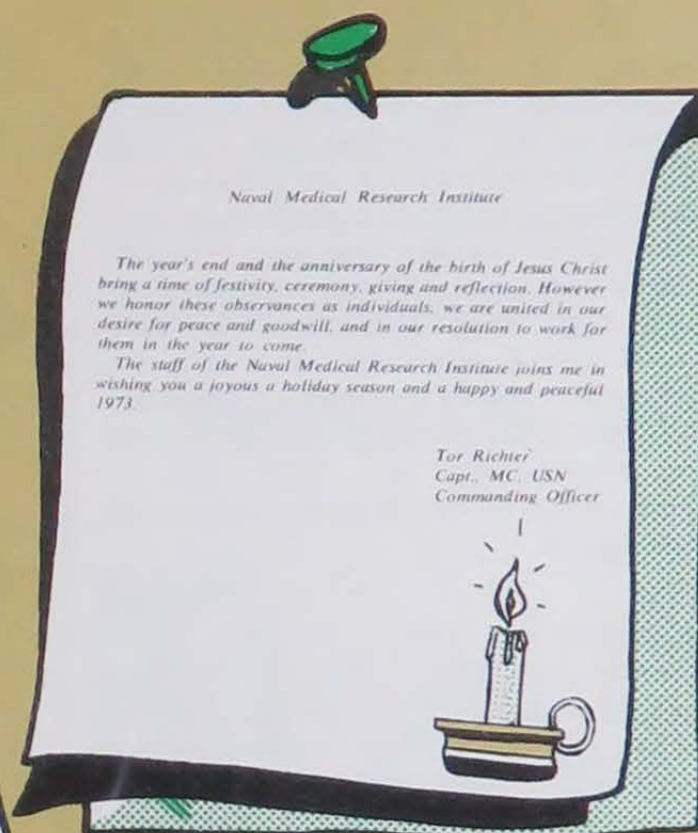 Naval Medical Research Institute
The year's end and the anniversary of the birth of Jesus Christ
bring a time of festivity, ceremony, giving and reflection. However
we honor these observances as individuals, we are united in our
desire for peace and goodwill, and in our resolution to work for
them in the year to come.
The staff of the Naval Medical Research Institute joins me in
wishing you a joyous a holiday season and a happy and peaceful
1973.
Tor Richter
Capt., MC, USN
Commanding Officer